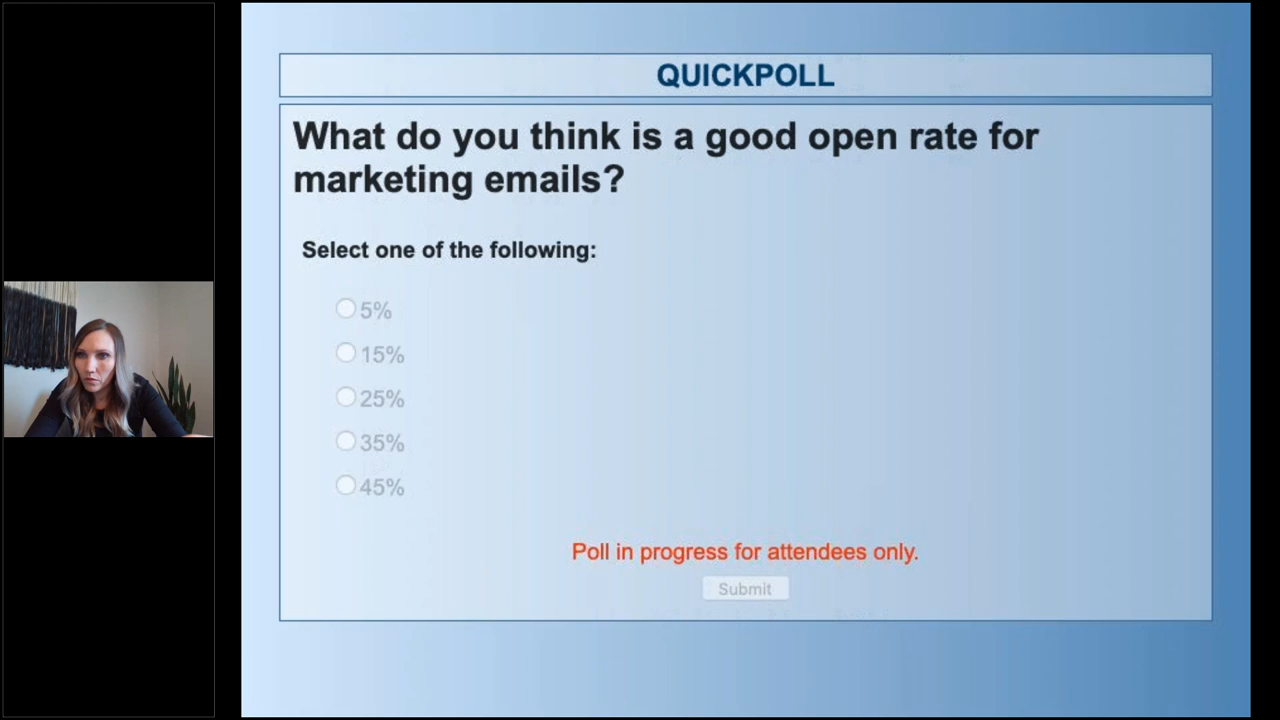 QUICKPOLL
What do you think is a good open rate for
marketing emails?
Select one of the following:
5%
15%
25%
35%
45%
Poll in progress for attendees only.
Submit